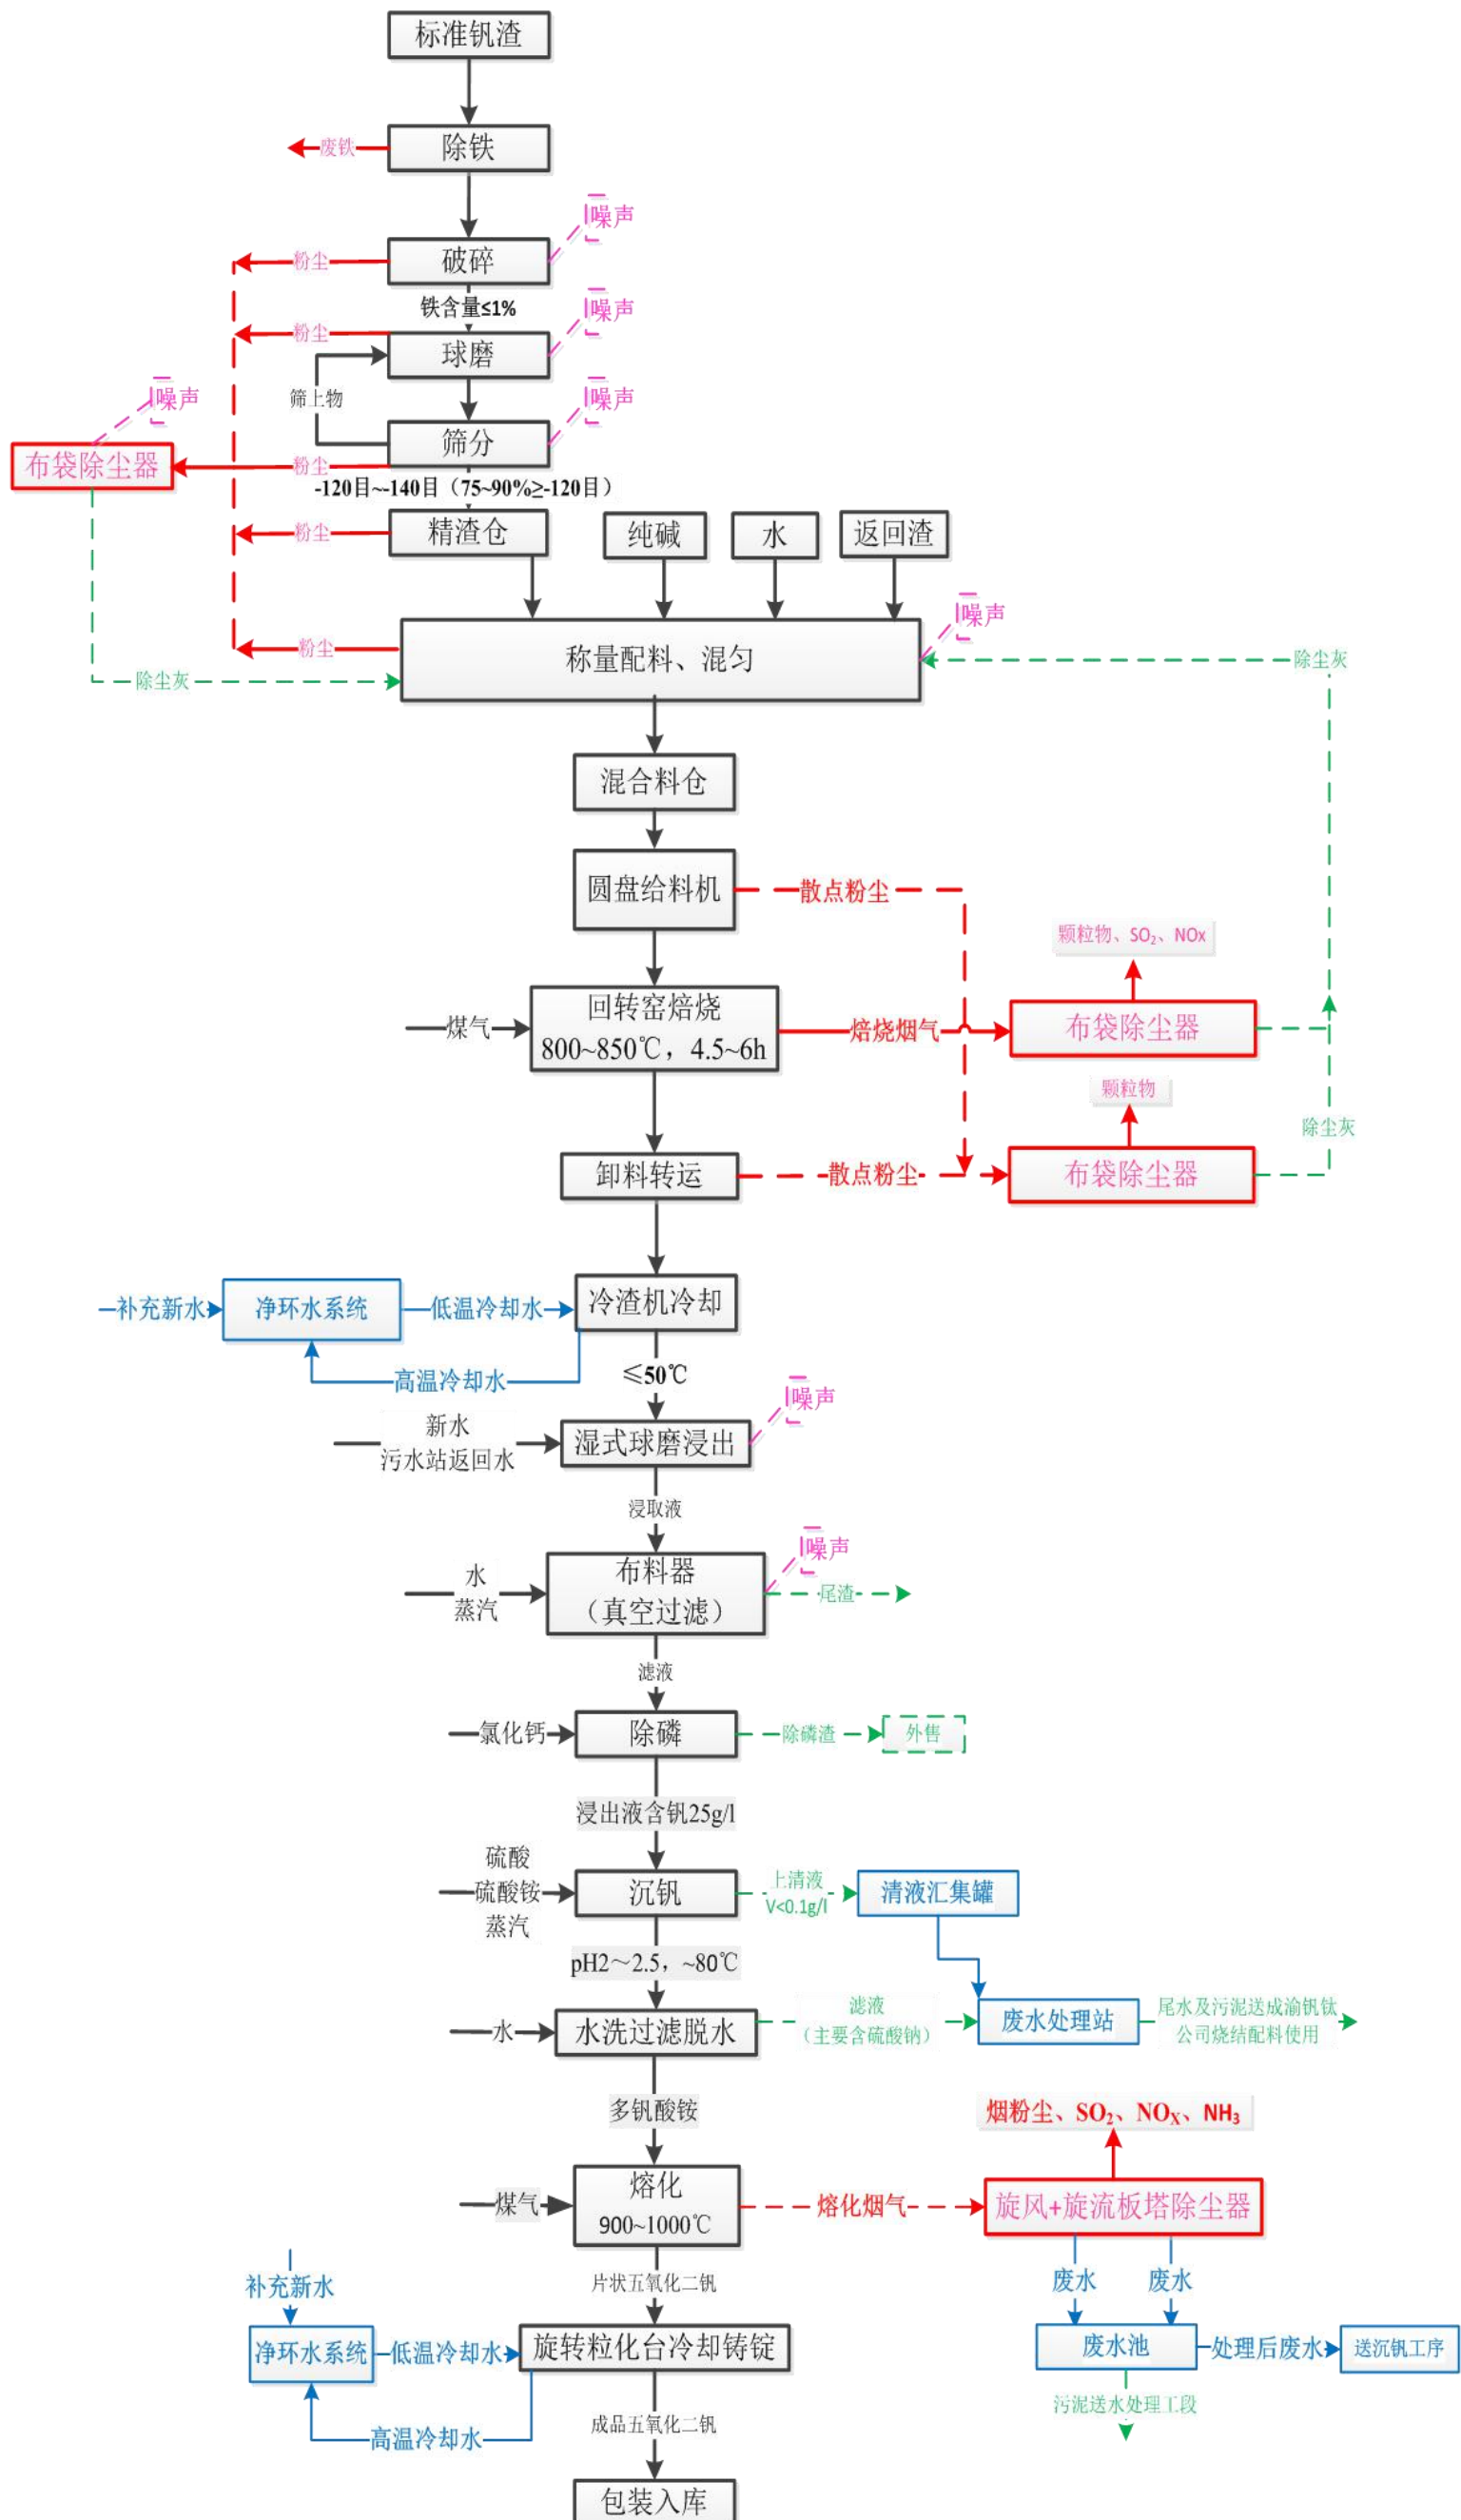 标准钒渣
废铁
除铁
噪声
粉尘
破碎
铁含量≤1%
噪声
粉尘
球磨
筛上物
噪声
噪声
筛分
布袋除尘器
粉尘
-120目~-140目（75~90%≥-120目）
粉尘
精渣仓
纯碱
水
返回渣
噪声
粉尘
称量配料、混匀
除尘灰
除尘灰
混合料仓
圆盘给料机
散点粉尘
颗粒物、SO₂、NOx
煤气
回转窑焙烧
800~850℃，4.5~6h
焙烧烟气
布袋除尘器
颗粒物
除尘灰
卸料转运
散点粉尘
布袋除尘器
补充新水
净环水系统
低温冷却水
冷渣机冷却
高温冷却水
≤50℃
噪声
新水
污水站返回水
湿式球磨浸出
浸取液
噪声
水
蒸汽
布料器
（真空过滤）
尾渣
滤液
氯化钙
除磷
除磷渣
外售
浸出液含钒25g/l
硫酸
硫酸铵
蒸汽
沉钒
上清液
V<0.1g/l
清液汇集罐
pH2～2.5，~80℃
水
水洗过滤脱水
滤液
（主要含硫酸钠）
废水处理站
尾水及污泥送成渝钒钛
公司烧结配料使用
多钒酸铵
烟粉尘、SO₂、NOX、NH₃
煤气
熔化
900~1000℃
熔化烟气
旋风+旋流板塔除尘器
补充新水
片状五氧化二钒
废水
废水
净环水系统
低温冷却水
旋转粒化台冷却铸锭
废水池
处理后废水
送沉钒工序
高温冷却水
成品五氧化二钒
污泥送水处理工段
包装入库